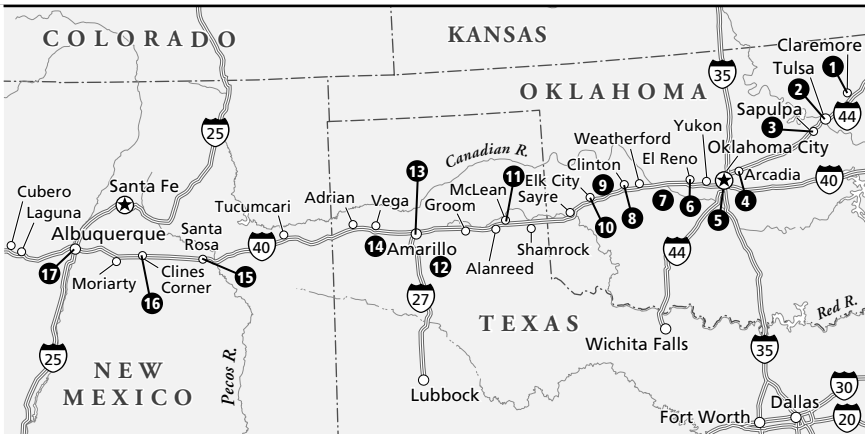 COLORADO
KANSAS
Claremore
1
35
Tulsa
2
OKLAHOMA
44
Sapulpa
25
3
Yukon
Weatherford
Oklahoma City
Canadian R.
El Reno
13
11
Clinton
9
Arcadia
Santa Fe
McLean
Elk City
40
Cubero
Adrian
Vega
Groom
Sayre
7
6
5
4
8
Laguna
Tucumcari
10
Albuquerque
Santa
Rosa
40
14
Amarillo
Shamrock
17
Moriarty
Clines
Corner
15
12
Alanreed
44
16
27
TEXAS
Red R.
Wichita Falls
25
NEW
MEXICO
Pecos R.
35
Lubbock
30
Dallas
Fort Worth
20